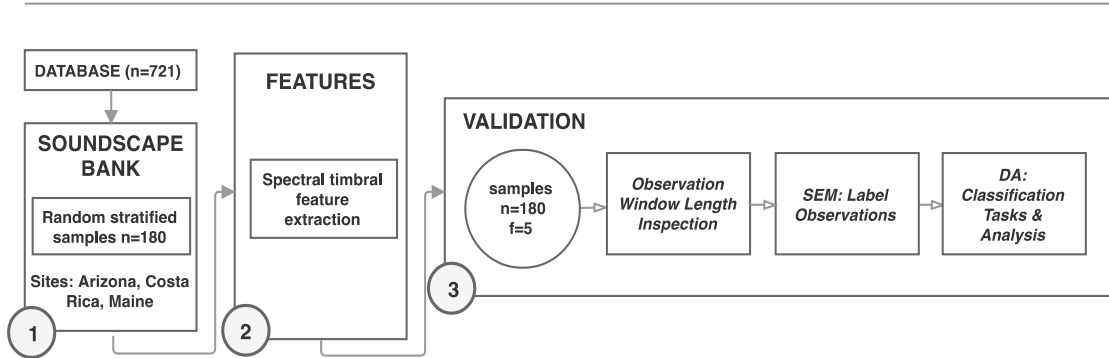 DATABASE (n=721)
SOUNDSCAPE
BANK
Random stratified
samples n=180
Sites: Arizona, Costa
Rica, Maine
1
FEATURES
Spectral timbral
feature
extraction
2
VALIDATION
samples
n=180
f=5
Observation
Window Length
Inspection
SEM: Label
Observations
DA:
Classification
Tasks &
Analysis
3